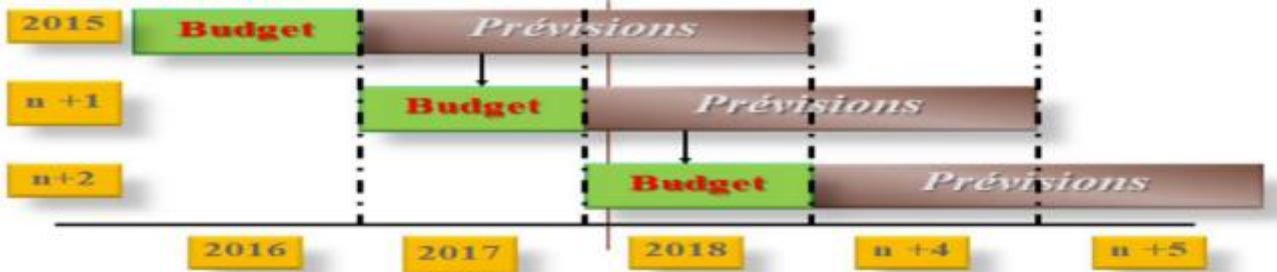 2015 Budget Prévisions
n +1 Budget Prévisions
n+2 Budget Prévisions
2016 2017 2018 n +4 n +5